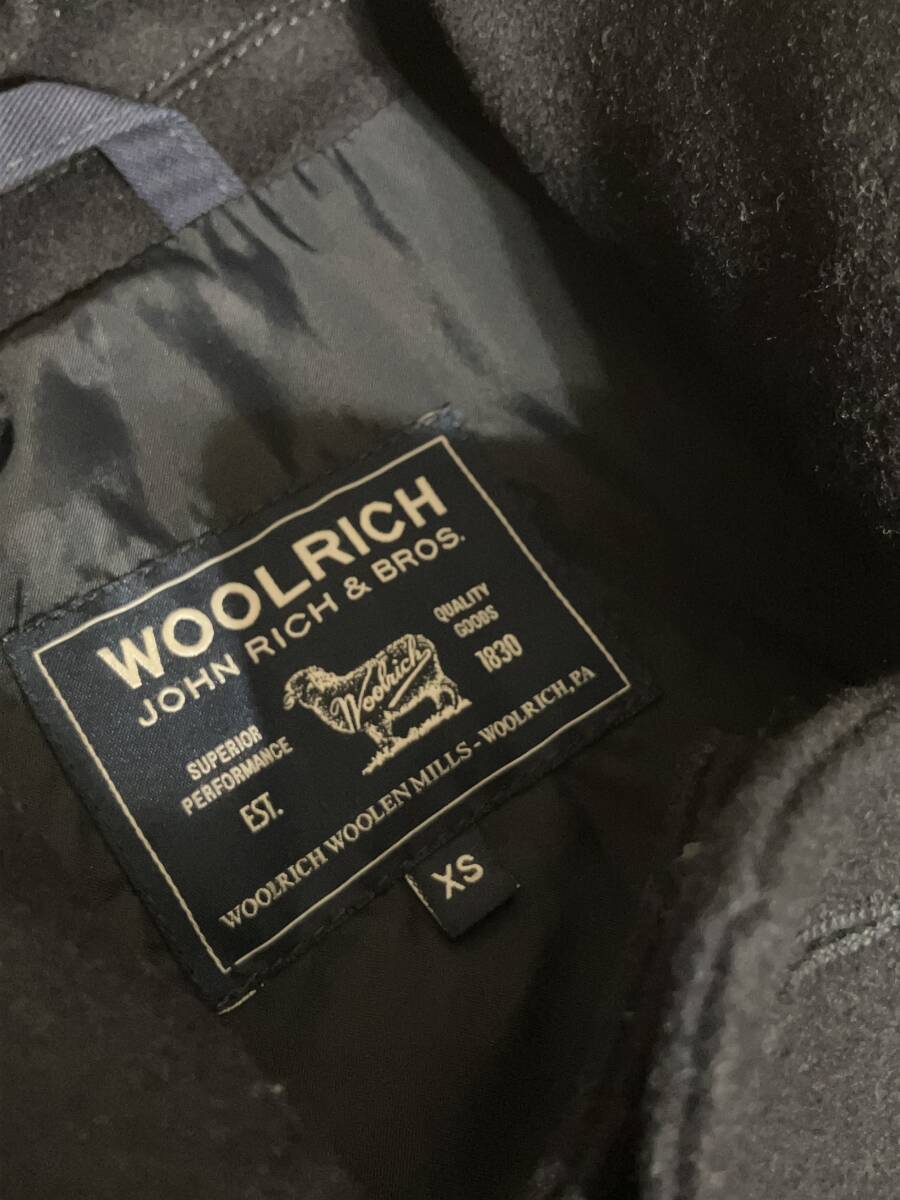 WOOLRICH
JOHN RICH & BROS.
SUPERIOR
PERFORMANCE
EST.
Woolrich
QUALITY
GOODS
1830
WOOLRICH WOOLEN MILLS - WOOLRICH, PA
XS